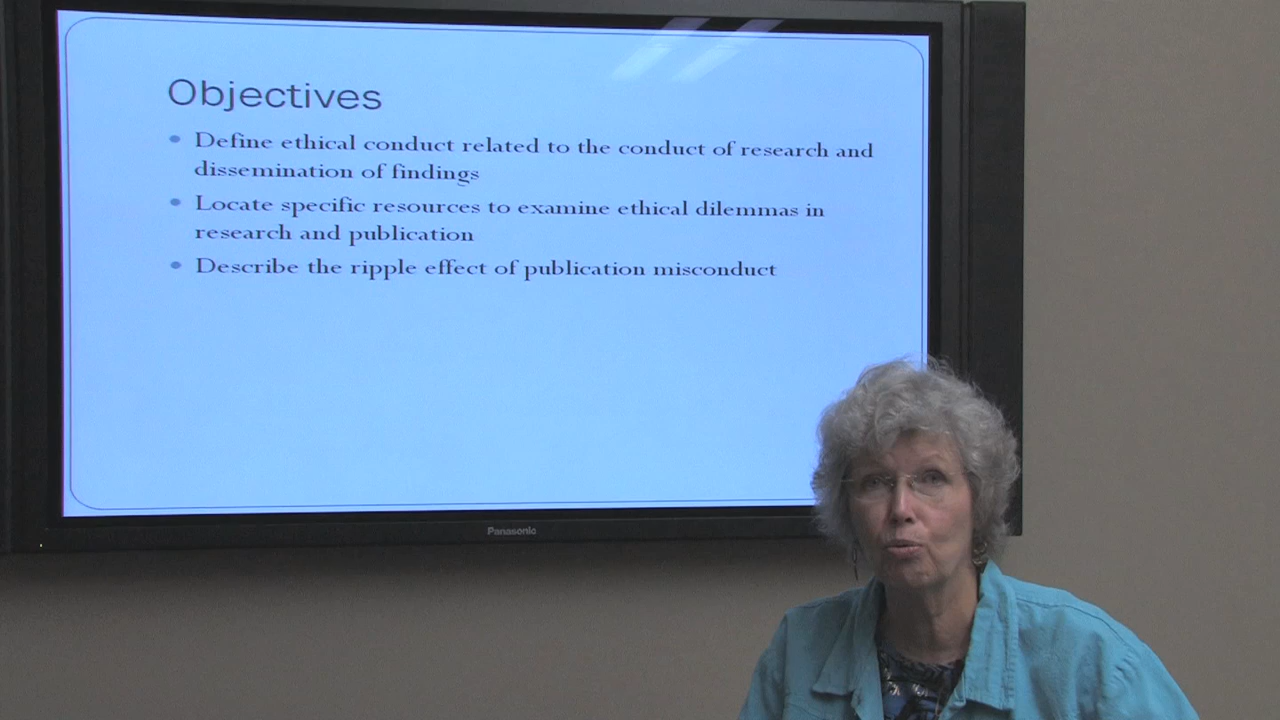 Objectives
Define ethical conduct related to the conduct of research and
dissemination of findings
Locate specific resources to examine ethical dilemmas in
research and publication
Describe the ripple effect of publication misconduct
Panasonic